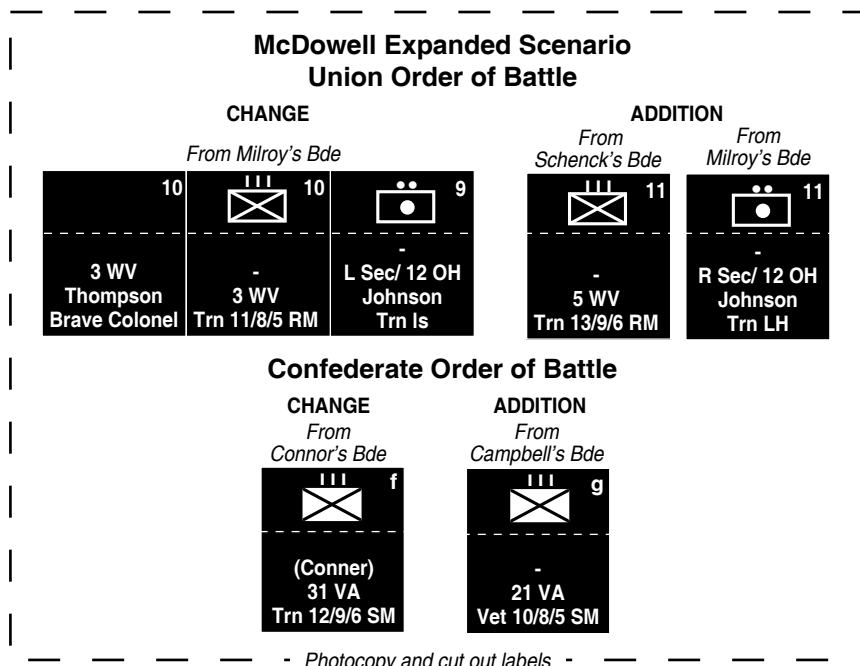 McDowell Expanded Scenario
Union Order of Battle
CHANGE
From Milroy's Bde
10
3 WV
Thompson
Brave Colonel
10
-
3 WV
Trn 11/8/5 RM
9
-
L Sec/ 12 OH
Johnson
Trn Is
ADDITION
From
Schenck's Bde
11
-
5 WV
Trn 13/9/6 RM
From
Milroy's Bde
11
-
R Sec/ 12 OH
Johnson
Trn LH
Confederate Order of Battle
CHANGE
From
Connor's Bde
f
(Conner)
31 VA
Trn 12/9/6 SM
ADDITION
From
Campbell's Bde
g
-
21 VA
Vet 10/8/5 SM
Photocopy and cut out labels